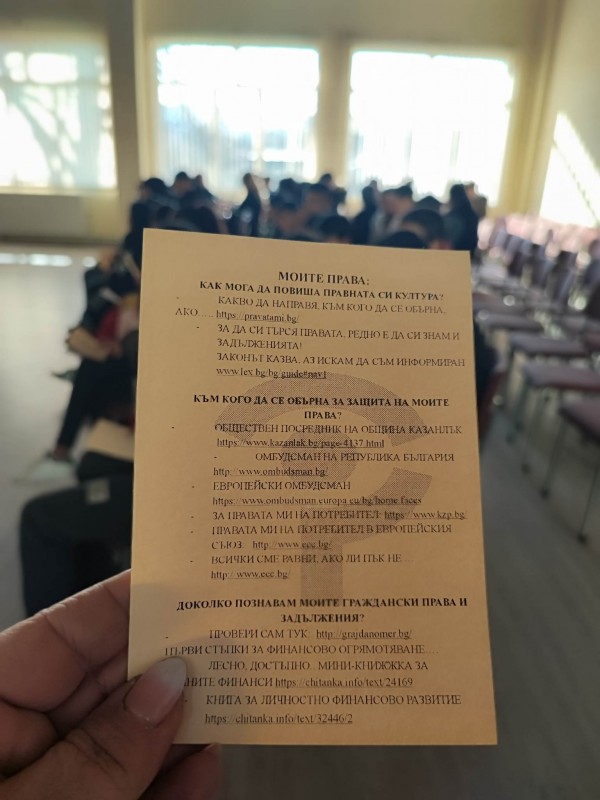 МОИТЕ ПРАВА:
КАК МОГА ДА ПОВИША ПРАВНАТА СИ КУЛТУРА?
- КАКВО ДА НАПРАВЯ, КЪМ КОГО ДА СЕ ОБЪРНА,
АКО..... https://pravatami.bg/
- ЗА ДА СИ ТЪРСЯ ПРАВАТА, РЕДНО Е ДА СИ ЗНАМ И
ЗАДЪЛЖЕНИЯТА!
ЗАКОНЪТ КАЗВА, АЗ ИСКАМ ДА СЪМ ИНФОРМИРАН
www.lex.bg/bg/guide#nav1
КЪМ КОГО ДА СЕ ОБЪРНА ЗА ЗАЩИТА НА МОИТЕ
ПРАВА?
- ОБЩЕСТВЕН ПОСРЕДНИК НА ОБЩИНА КАЗАНЛЪК
https://www.kazanlak.bg/page-4137.html
- ОМБУДСМАН НА РЕПУБЛИКА БЪЛГАРИЯ
http://www.ombudsman.bg/
- ЕВРОПЕЙСКИ ОМБУДСМАН
https://www.ombudsman.europa.eu/bg/home.faces
- ЗА ПРАВАТА МИ НА ПОТРЕБИТЕЛ: https://www.kzp.bg/
- ПРАВАТА МИ НА ПОТРЕБИТЕЛ В ЕВРОПЕЙСКИЯ
СЪЮЗ: http://www.ecc.bg/
- ВСИЧКИ СМЕ РАВНИ, АКО ЛИ ПЪК НЕ ...
http://www.ecc.bg/
ДОКОЛКО ПОЗНАВАМ МОИТЕ ГРАЖДАНСКИ ПРАВА И
ЗАДЪЛЖЕНИЯ?
- ПРОВЕРИ САМ ТУК: http://grajdanomer.bg/
СТЪПКИ ЗА ФИНАНСОВО ОГРАМОТЯВАНЕ.....
ЛЕСНО, ДОСТЪПНО.. МИНИ-КНИЖЖКА ЗА
ФИНАНСИ https://chitanka.info/text/24169
- КНИГА ЗА ЛИЧНОСТНО ФИНАНСОВО РАЗВИТИЕ
https://chitanka.info/text/32446/2